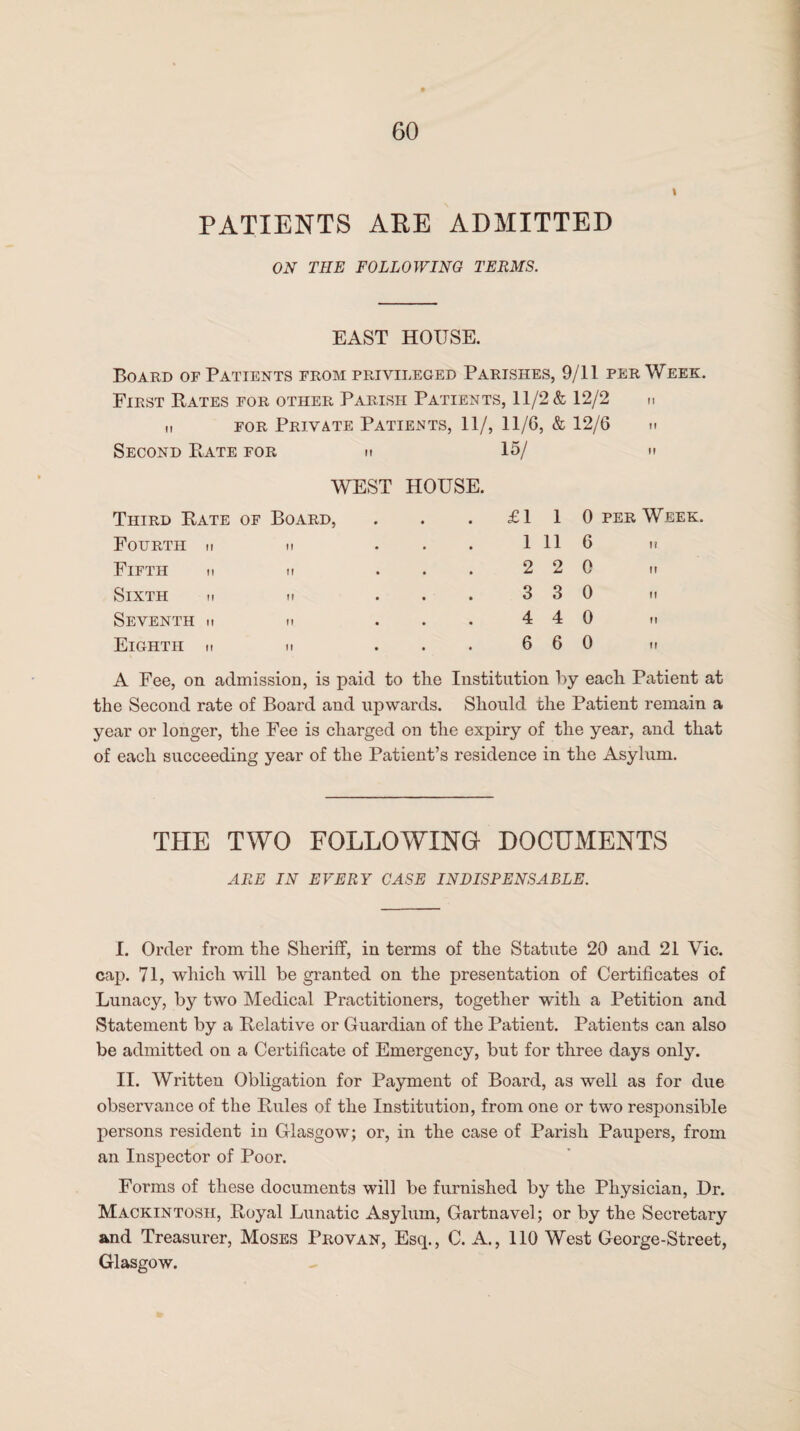 60
PATIENTS ARE ADMITTED
ON THE FOLLOWING TERMS.
EAST HOUSE.
Board of Patients from privileged Parishes, 9/11 per Week.
First Rates for other Parish Patients, 11/2 & 12/2 "
" for Private Patients, 11/, 11/6, & 12/6 "
Second Rate for " 15/ "
WEST HOUSE.
Third Rate of Board, . . . £1 1 0 per Week.
Fourth " " . . . 1 11 6 "
Fifth " " . . . 2 2 0 "
Sixth " " . . . 3 3 0 "
Seventh " " . . . 4 4 0 "
Eighth " " . . . 6 6 0 "
A Fee, on admission, is paid to the Institution by each Patient at
the Second rate of Board and upwards. Should the Patient remain a
year or longer, the Fee is charged on the expiry of the year, and that
of each succeeding year of the Patient's residence in the Asylum.
THE TWO FOLLOWING DOCUMENTS
ARE IN EVERY CASE INDISPENSABLE.
I. Order from the Sheriff, in terms of the Statute 20 and 21 Vic.
cap. 71, which will be granted on the presentation of Certificates of
Lunacy, by two Medical Practitioners, together with a Petition and
Statement by a Relative or Guardian of the Patient. Patients can also
be admitted on a Certificate of Emergency, but for three days only.
II. Written Obligation for Payment of Board, as well as for due
observance of the Rules of the Institution, from one or two responsible
persons resident in Glasgow; or, in the case of Parish Paupers, from
an Inspector of Poor.
Forms of these documents will be furnished by the Physician, Dr.
Mackintosh, Royal Lunatic Asylum, Gartnavel; or by the Secretary
and Treasurer, Moses Provan, Esq., C. A., 110 West George-Street,
Glasgow.